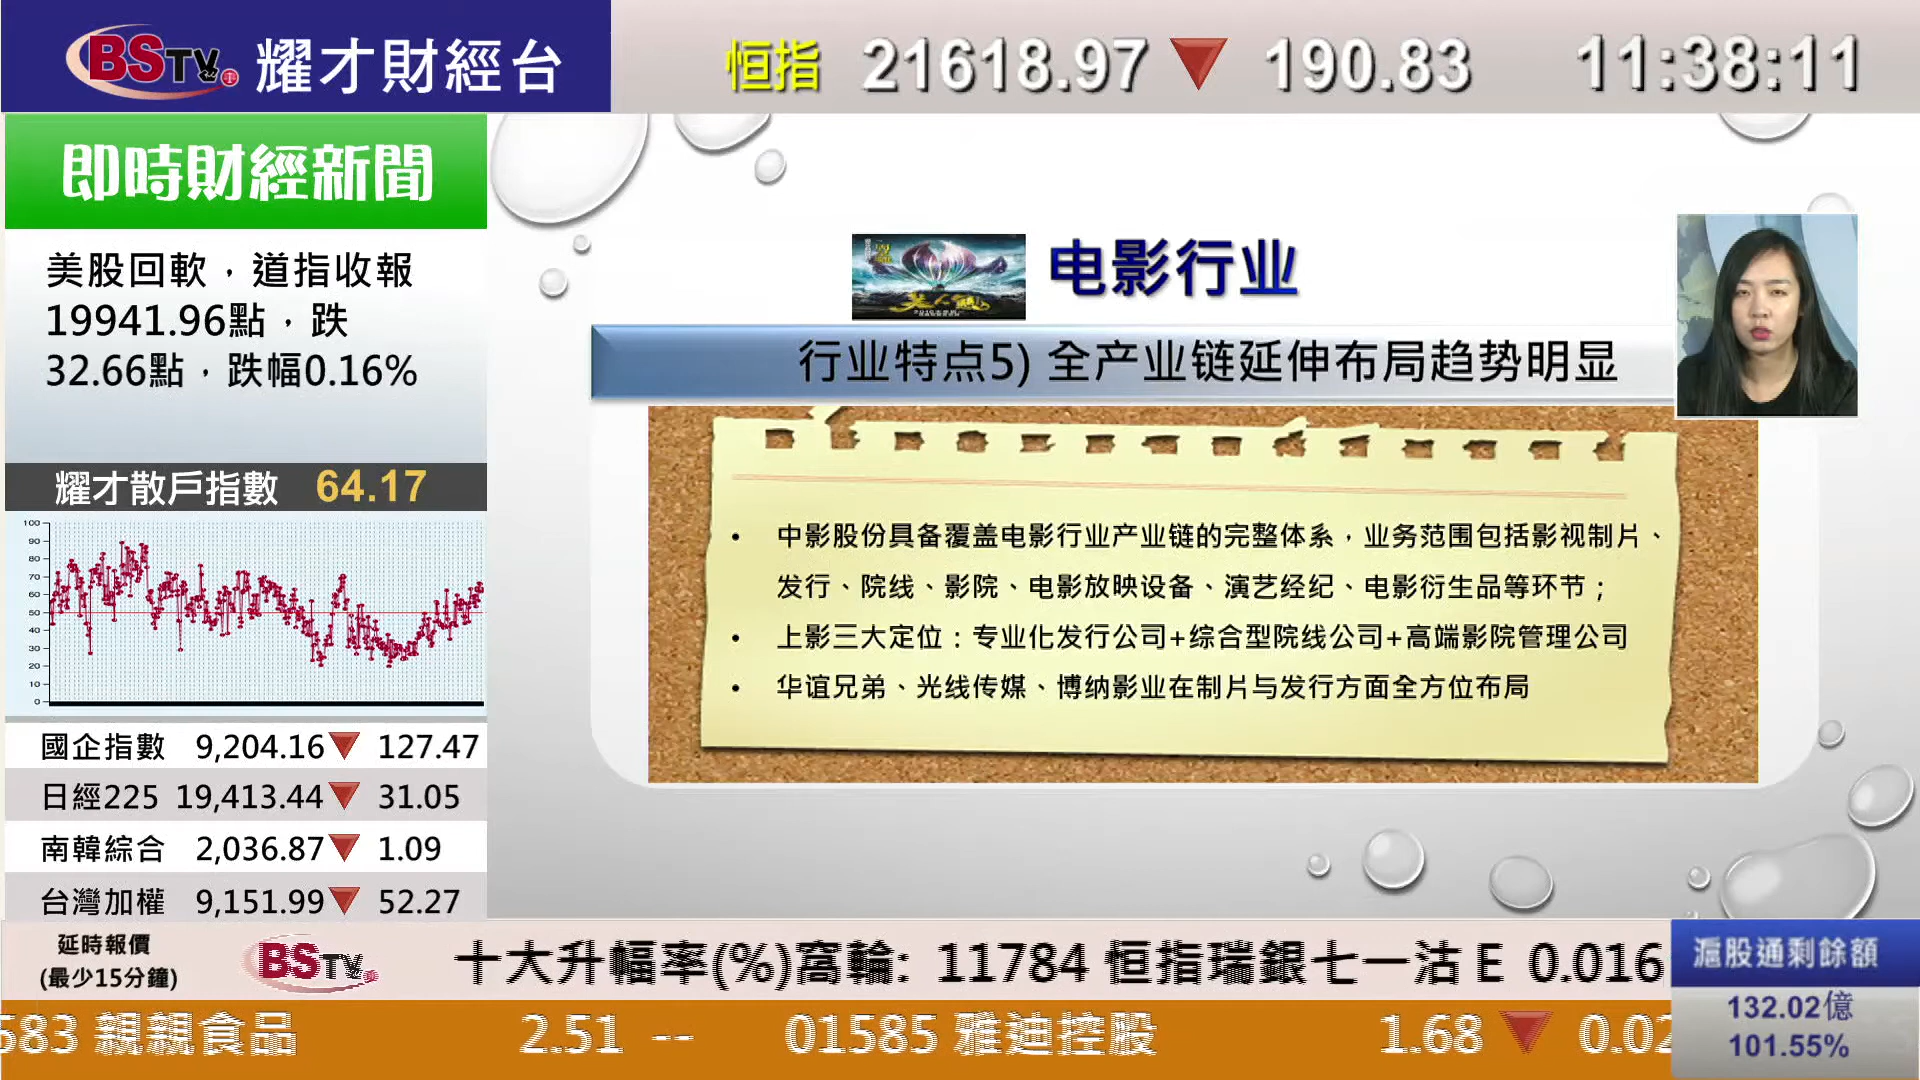 BSTV 耀才財經台
恒指 21618.97 ▼ 190.83 11:38:11
即時財經新聞
美股回軟，道指收報
19941.96點，跌
32.66點，跌幅0.16%
耀才散戶指數 64.17
100
90
80
70
60
50
40
30
20
10
0
國企指數 9,204.16 ▼ 127.47
日經225 19,413.44 ▼ 31.05
南韓綜合 2,036.87 ▼ 1.09
台灣加權 9,151.99 ▼ 52.27
电影行业
行业特点5) 全产业链延伸布局趋势明显
• 中影股份具备覆盖电影行业产业链的完整体系，业务范围包括影视制片、
发行、院线、影院、电影放映设备、演艺经纪、电影衍生品等环节；
• 上影三大定位：专业化发行公司+综合型院线公司+高端影院管理公司
• 华谊兄弟、光线传媒、博纳影业在制片与发行方面全方位布局
延時報價
(最少15分鐘)
BSTV
十大升幅率(%)窩輪: 11784 恒指瑞銀七一沽E 0.016
滬股通剩餘額
132.02億
101.55%
583 親親食品 2.51 -- 01585 雅迪控股 1.68 ▼ 0.02